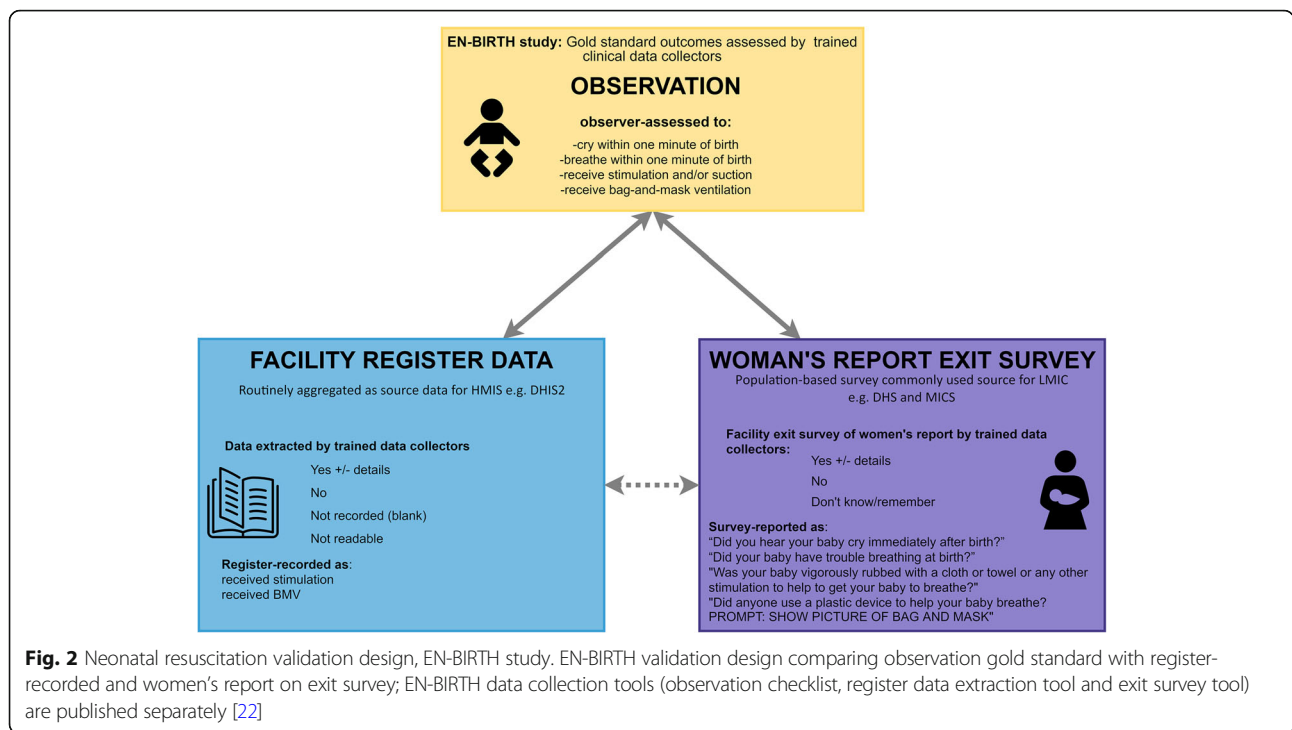 EN-BIRTH study: Gold standard outcomes assessed by trained
clinical data collectors
OBSERVATION
observer-assessed to:
-cry within one minute of birth
-breathe within one minute of birth
-receive stimulation and/or suction
-receive bag-and-mask ventilation
FACILITY REGISTER DATA
Routinely aggregated as source data for HMIS e.g. DHIS2
Data extracted by trained data collectors
Yes +/- details
No
Not recorded (blank)
Not readable
Register-recorded as:
received stimulation
received BMV
WOMAN'S REPORT EXIT SURVEY
Population-based survey commonly used source for LMIC
e.g. DHS and MICS
Facility exit survey of women's report by trained data
collectors:
Yes +/- details
No
Don't know/remember
Survey-reported as:
“Did you hear your baby cry immediately after birth?”
“Did your baby have trouble breathing at birth?”
"Was your baby vigorously rubbed with a cloth or towel or any other
stimulation to help to get your baby to breathe?"
"Did anyone use a plastic device to help your baby breathe?
PROMPT: SHOW PICTURE OF BAG AND MASK"
Fig. 2 Neonatal resuscitation validation design, EN-BIRTH study. EN-BIRTH validation design comparing observation gold standard with register-
recorded and women’s report on exit survey; EN-BIRTH data collection tools (observation checklist, register data extraction tool and exit survey tool)
are published separately [22]